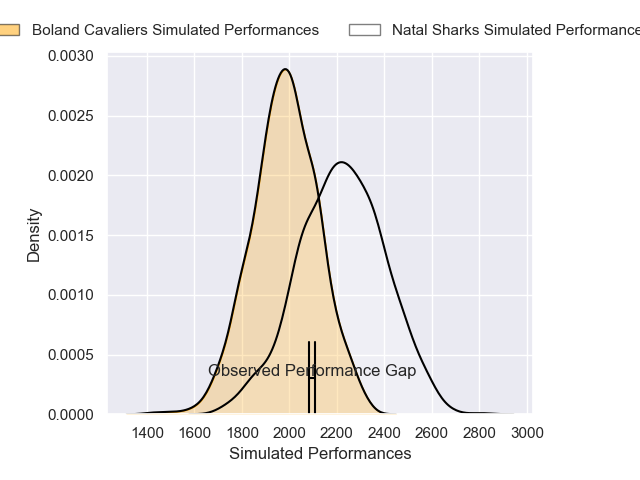 Boland Cavaliers Simulated Performances
Natal Sharks Simulated Performance
0.0030
0.0025
0.0020
0.0015
0.0010
0.0005
0.0000
Density
Observed Performance Gap
1400 1600 1800 2000 2200 2400 2600 2800 3000
Simulated Performances